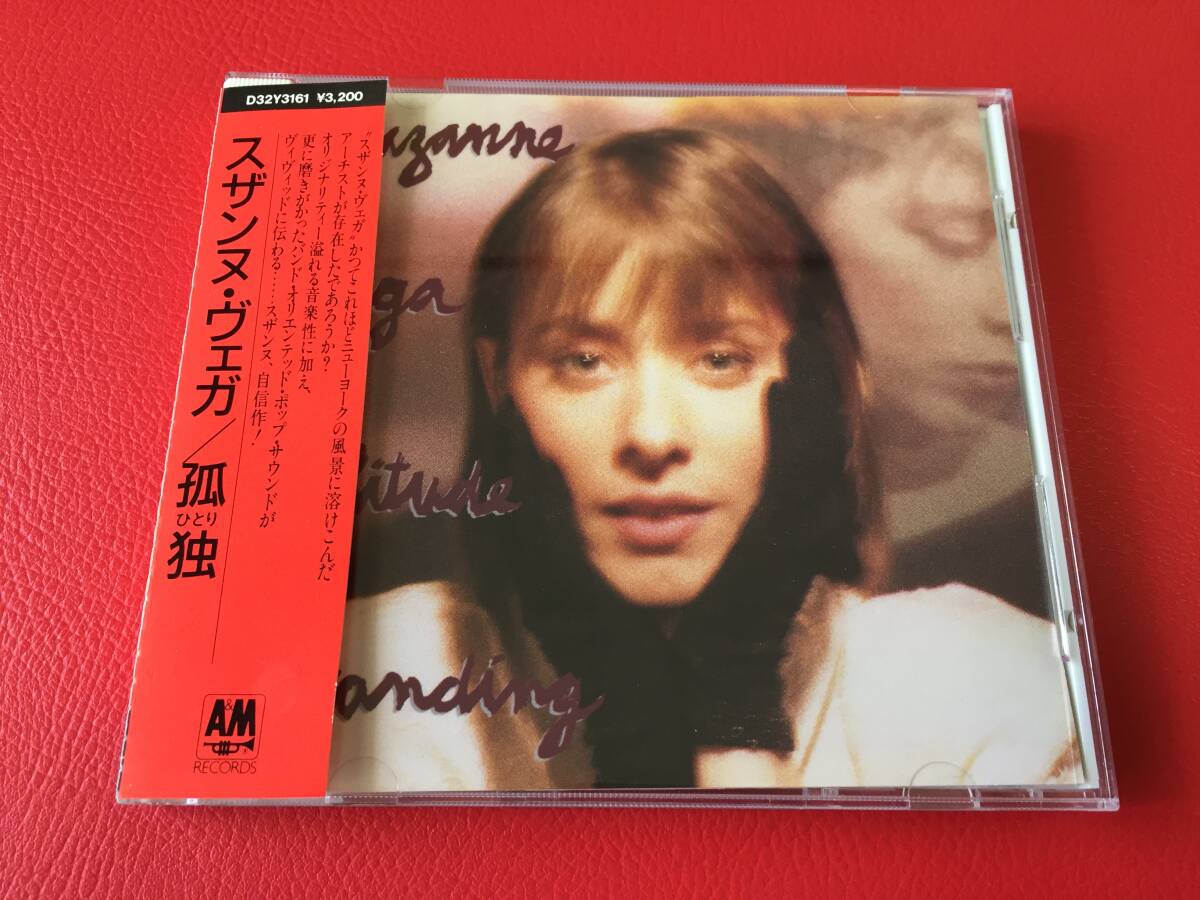 D32Y3161 ¥3,200
スザンヌ・ヴェガ／孤独
ひとり
"スザンヌ・ヴェガ"かつてこれほどニューヨークの風景に溶けこんだ
アーチストが存在したであろうか？
オリジナリティー溢れる音楽性に加え、
更に磨きがかったバンド・オリエンテッド・ポップ・サウンドが
ヴィヴィッドに伝わる……スザンヌ、自信作！
A&M
RECORDS
uzanne
ga
litude
anding